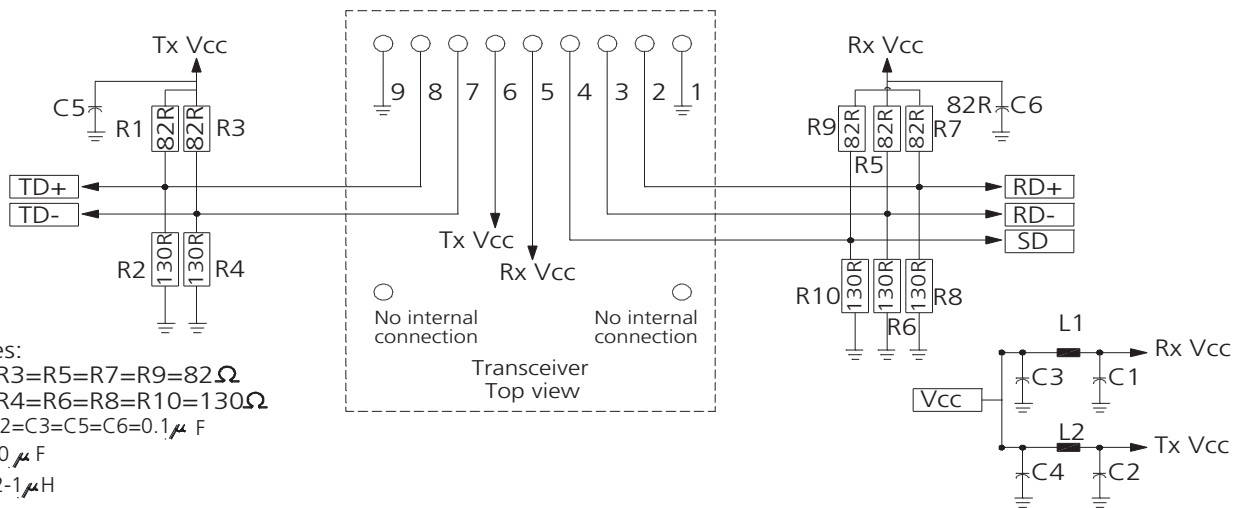 Tx Vcc
C5
R1
82R
82R
R3
TD+
TD-
R2
130R
130R
R4
9
8
7
6
5
4
3
2
1
Tx Vcc
Rx Vcc
No internal
connection
No internal
connection
Transceiver
Top view
Rx Vcc
82R
C6
R9
82R
82R
82R
R7
R5
RD+
RD-
SD
R10
130R
130R
130R
R8
R6
es:
R3=R5=R7=R9=82Ω
R4=R6=R8=R10=130Ω
2=C3=C5=C6=0.1μ F
0 μ F
2-1μH
Vcc
L1
Rx Vcc
C3
C1
L2
Tx Vcc
C4
C2